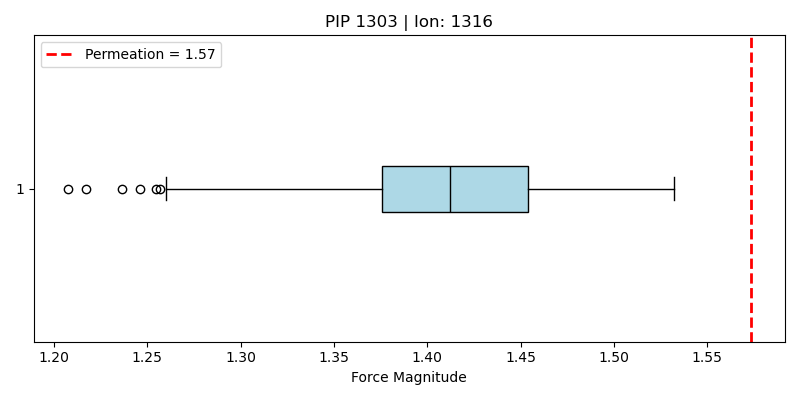 PIP 1303 | Ion: 1316
Permeation = 1.57
1
1.20 1.25 1.30 1.35 1.40 1.45 1.50 1.55
Force Magnitude